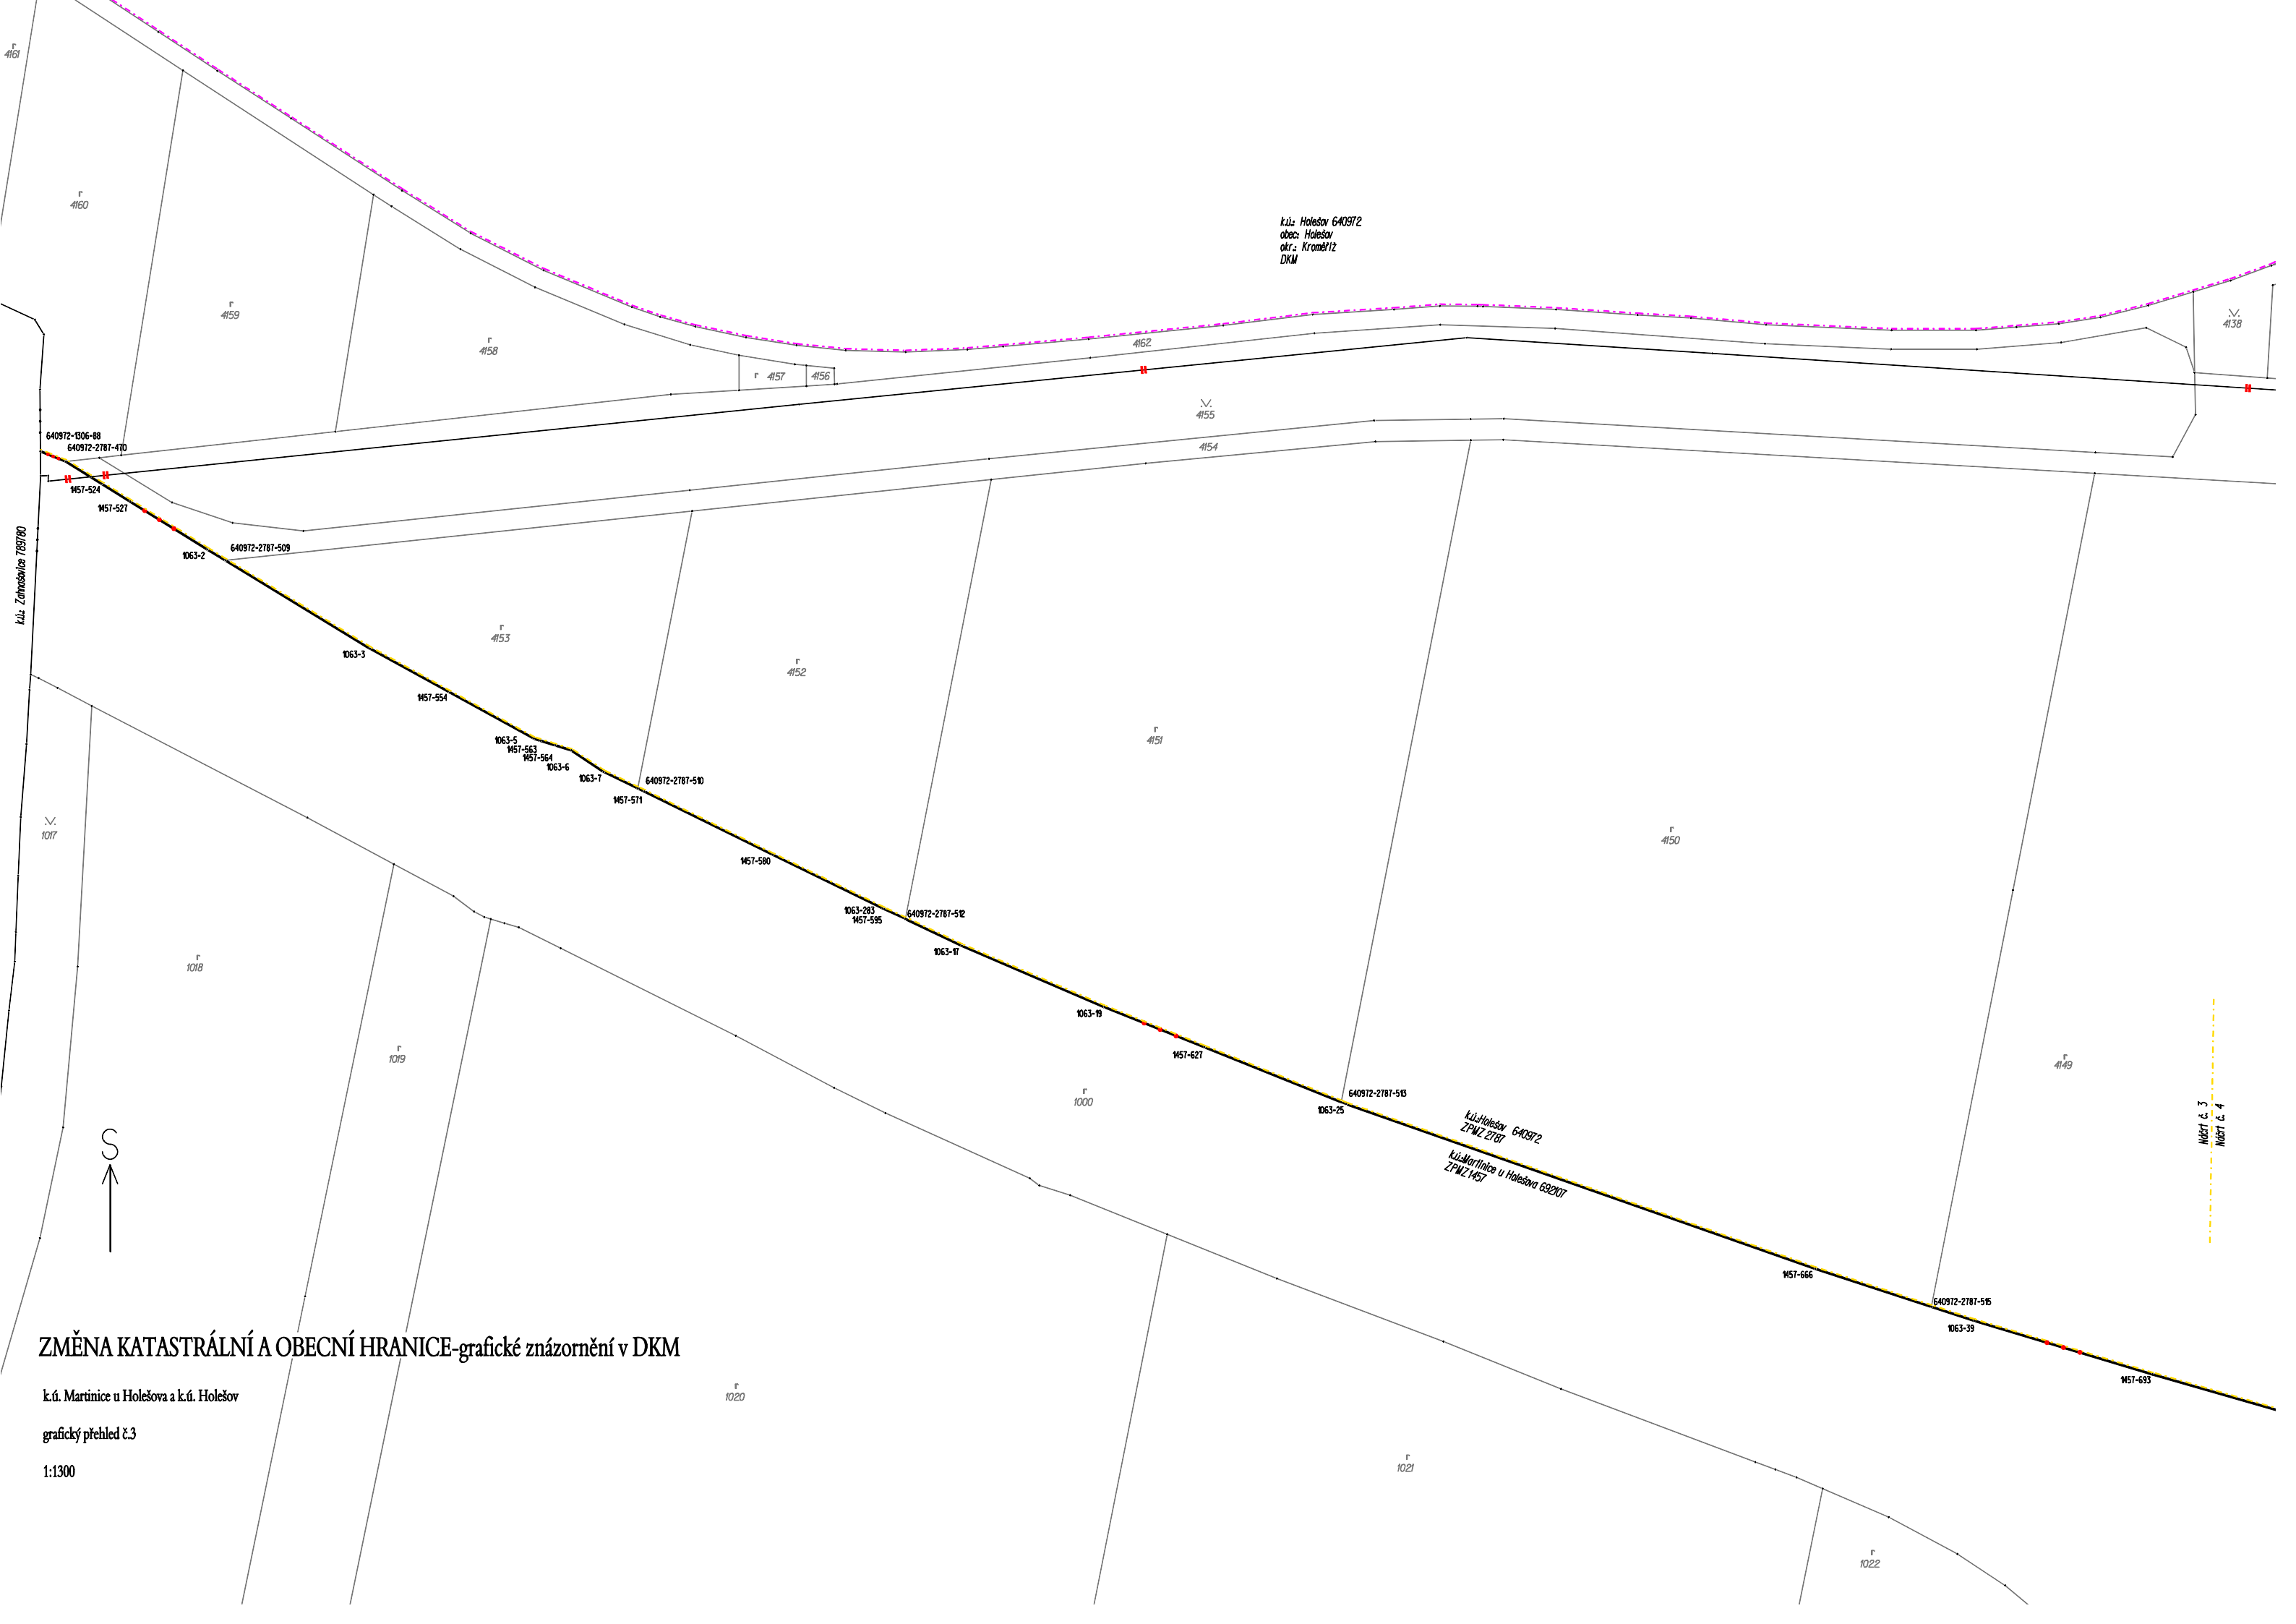 r
4161
r
4160
r
4159
r
4158
r 4157
4156
4162
k.ú.: Holešov 640972
obec: Holešov
okr.: Kroměříž
DKM
4138
4155
4154
640972-1306-88
640972-2787-470
1457-524
1457-527
1063-2
640972-2787-509
k.ú.: Zahnašovice 789780
1063-3
r
4153
1457-554
1063-5
1457-563
1457-564
1063-6
1063-7
640972-2787-510
1457-571
r
4152
r
4151
r
4150
1017
1457-580
1063-283
1457-595
640972-2787-512
1063-17
r
1018
1063-19
1457-627
r
1019
1000
640972-2787-513
1063-25
k.ú.:Holešov 640972
ZPMZ 2787
k.ú.:Martinice u Holešova 692107
ZPMZ 1457
r
4149
Náčrt č. 3
Náčrt č. 4
S
1457-666
640972-2787-515
1063-39
1457-693
ZMĚNA KATASTRÁLNÍ A OBECNÍ HRANICE-grafické znázornění v DKM
k.ú. Martinice u Holešova a k.ú. Holešov
grafický přehled č.3
1:1300
r
1020
r
1021
r
1022